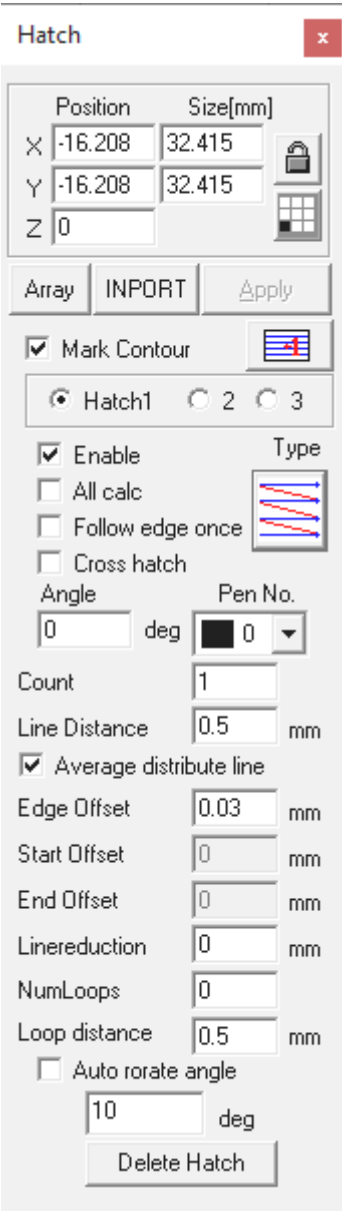 Hatch
x
Position Size[mm]
X -16.208 32.415
Y -16.208 32.415
Z 0
Array INPORT Apply
Mark Contour
Hatch1 2 3
Enable Type
All calc
Follow edge once
Cross hatch
Angle Pen No.
0 deg 0
Count 1
Line Distance 0.5 mm
Average distribute line
Edge Offset 0.03 mm
Start Offset 0 mm
End Offset 0 mm
Linereduction 0 mm
NumLoops 0
Loop distance 0.5 mm
Auto rorate angle
10 deg
Delete Hatch